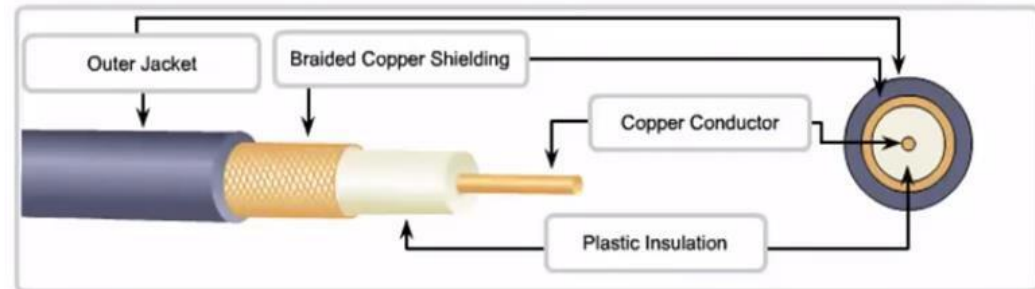 Outer Jacket
Braided Copper Shielding
Copper Conductor
Plastic Insulation